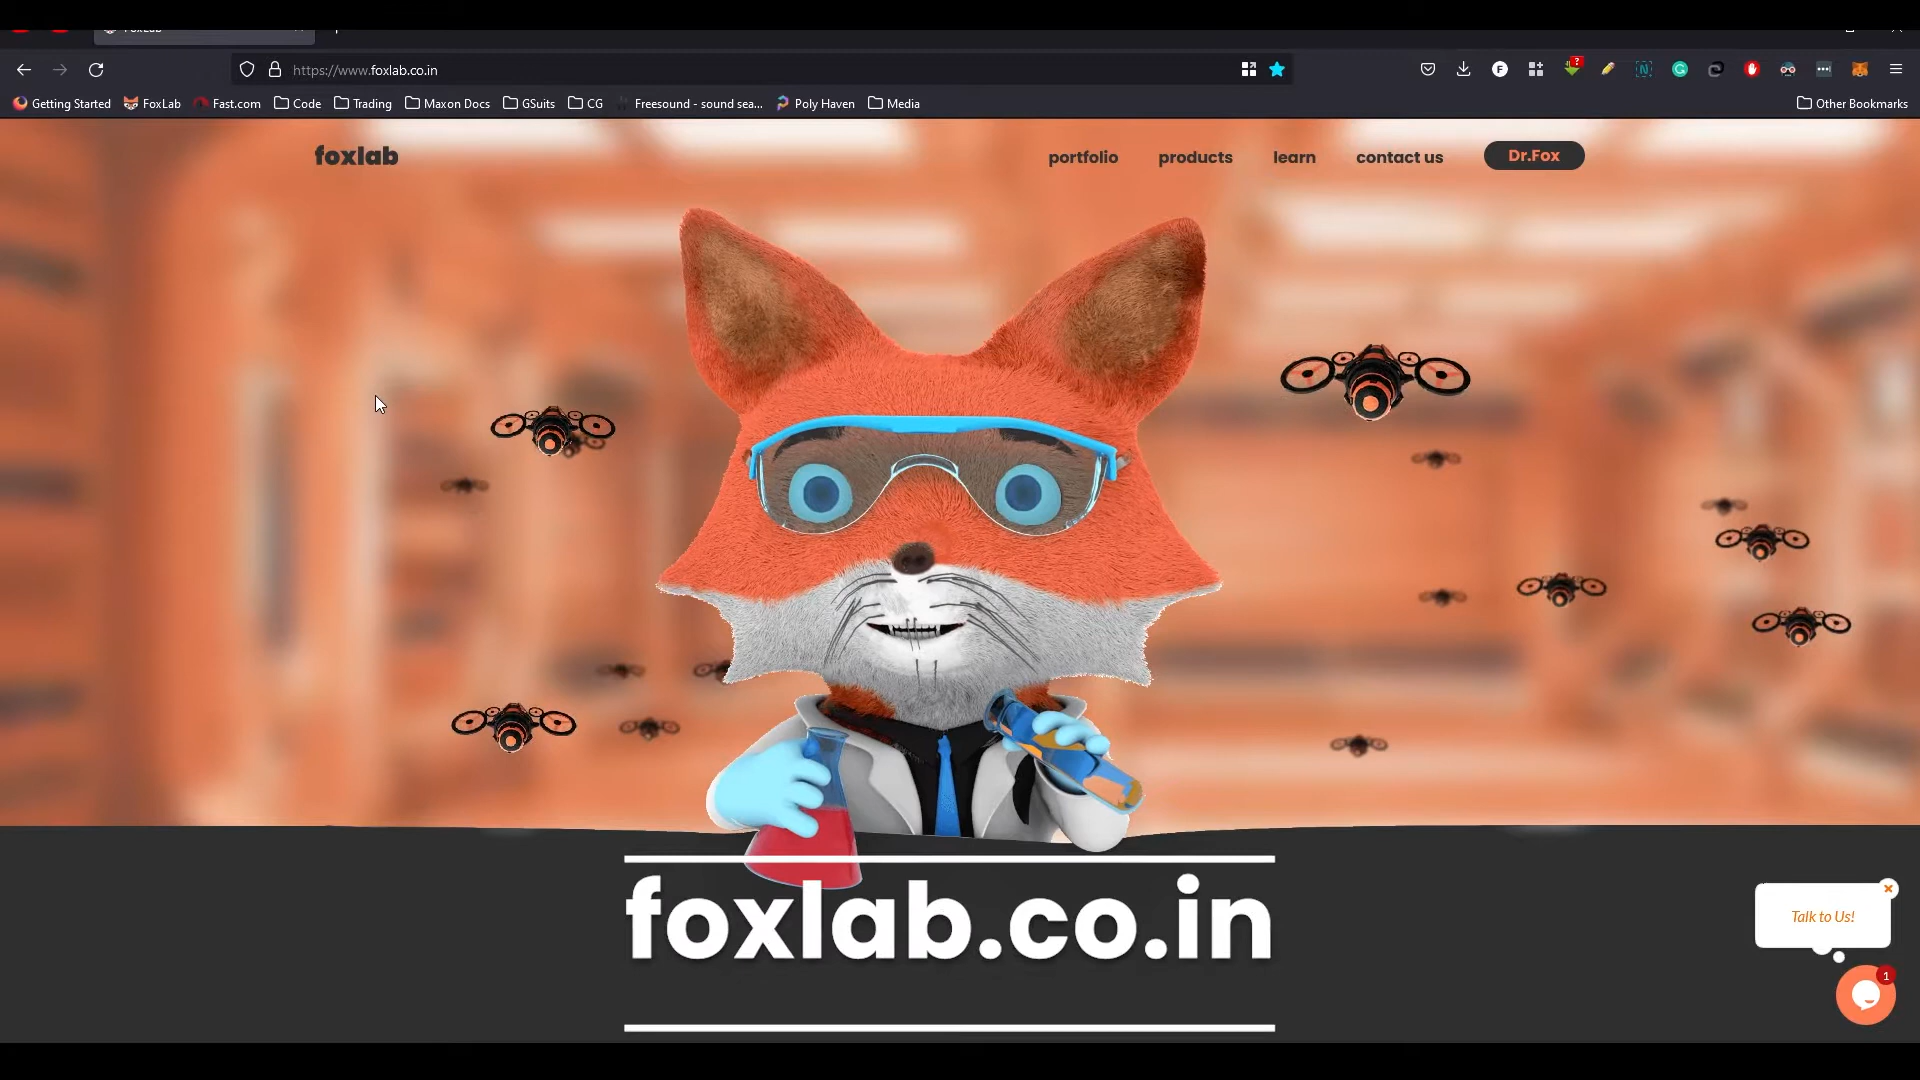 FoxLab
https://www.foxlab.co.in
Getting Started FoxLab Fast.com Code Trading Maxon Docs GSuits CG Freesound - sound sea... Poly Haven Media Other Bookmarks
foxlab portfolio products learn contact us Dr.Fox
foxlab.co.in
Talk to Us!
1